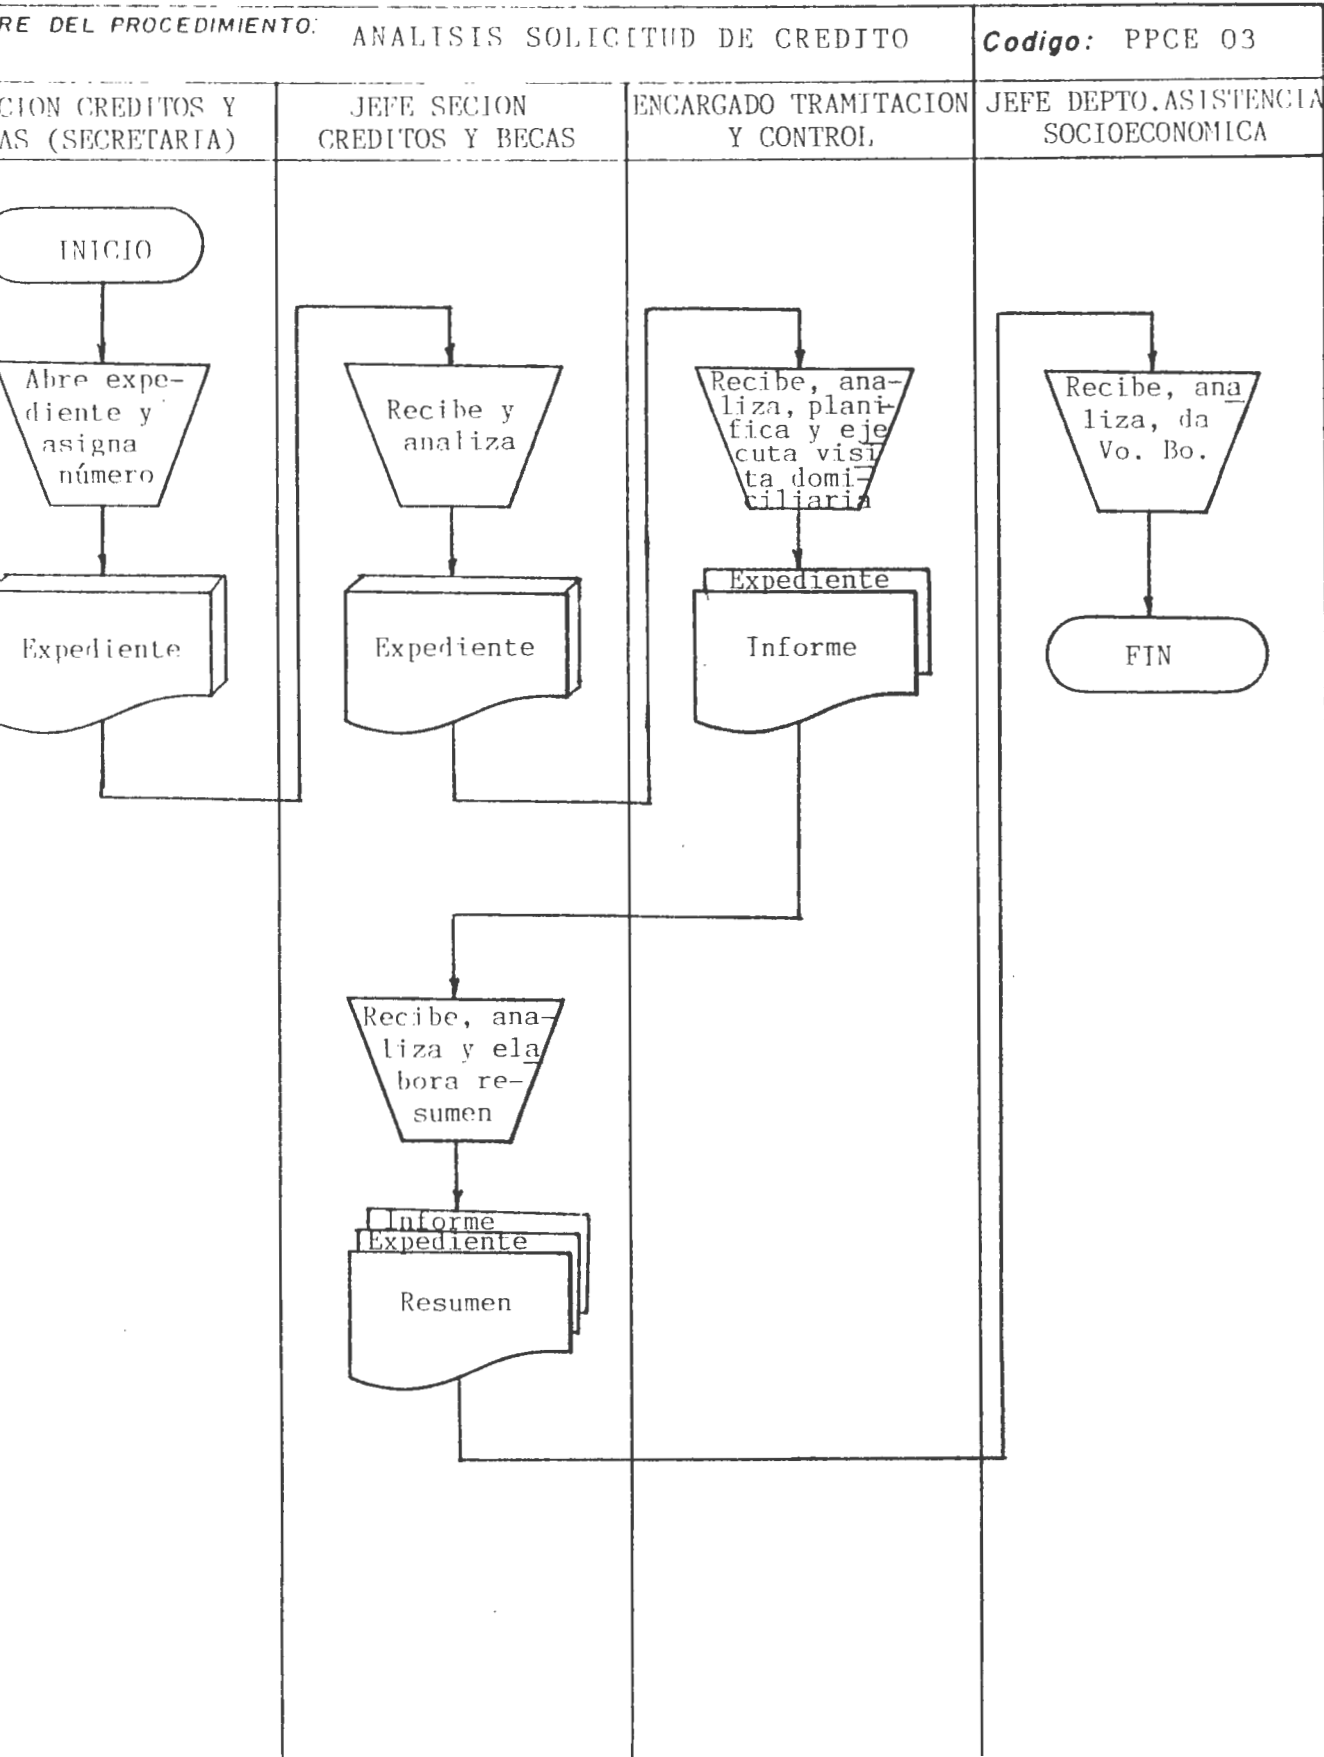 RE DEL PROCEDIMIENTO: ANALISIS SOLICITUD DE CREDITO
Codigo: PPCE 03
CION CREDITOS Y
AS (SECRETARIA)
JEFE SECION
CREDITOS Y BECAS
ENCARGADO TRAMITACION
Y CONTROL
JEFE DEPTO.ASISTENCIA
SOCIOECONOMICA
INICIO
Abre expe-
diente y
asigna
número
Expediente
Recibe y
analiza
Expediente
Recibe, ana-
liza, plani-
fica y eje
cuta visi
ta domi-
ciliaria
Expediente
Informe
Recibe, ana-
liza y ela
bora re-
sumen
Informe
Expediente
Resumen
Recibe, ana
liza, da
Vo. Bo.
FIN